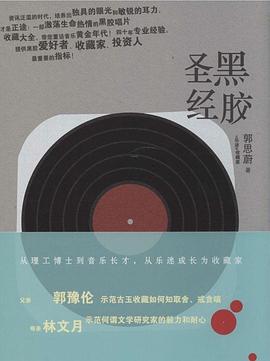 资讯泛滥的时代，培养出独具的眼光和敏锐的耳力，
才是正途；一部激荡生命热情的黑胶唱片
收藏大全，带您重访音乐黄金年代！四十年专业经验，
提供黑胶爱好者、收藏家、投资人
最重要的指标！
黑胶
圣经
郭思蔚
著
从理工博士到音乐长才，从乐迷成长为收藏家
父亲 郭豫伦 示范古玉收藏如何知取舍、戒贪嗔
母亲 林文月 示范何谓文学研究家的毅力和耐心